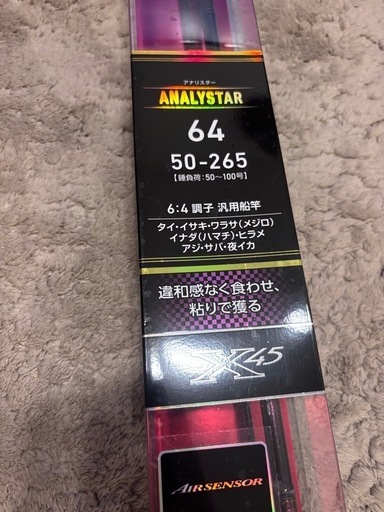 アナリスター
ANALYSTAR
64
50-265
【錘負荷:50〜100号】
6:4 調子 汎用船竿
タイ・イサキ・ワラサ(メジロ)
イナダ(ハマチ)・ヒラメ
アジ・サバ・夜イカ
違和感なく食わせ、
粘りで獲る
X45
AIRSENSOR